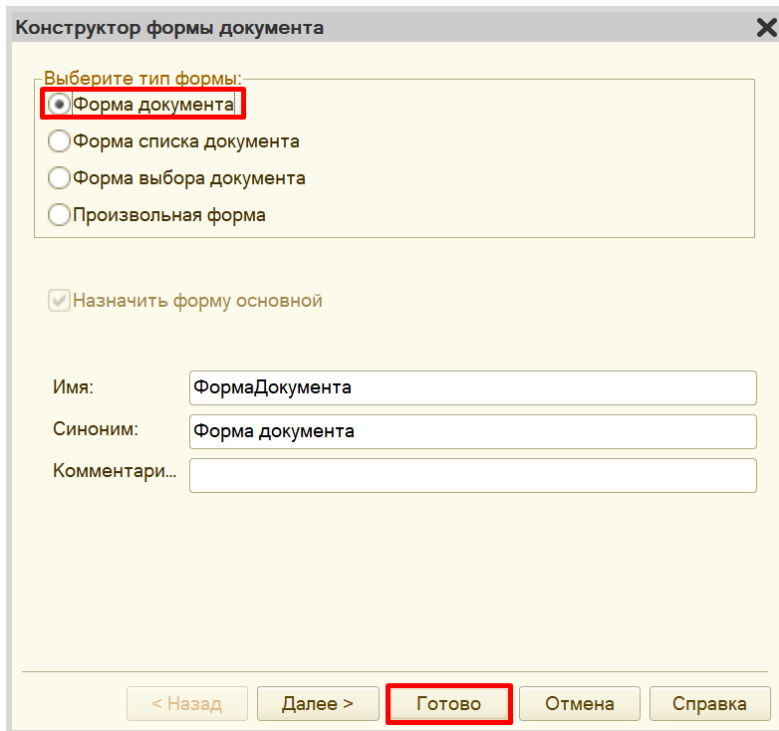 Конструктор формы документа
Выберите тип формы:
Форма документа
Форма списка документа
Форма выбора документа
Произвольная форма
Назначить форму основной
Имя: ФормаДокумента
Синоним: Форма документа
Комментари...
< Назад Далее > Готово Отмена Справка